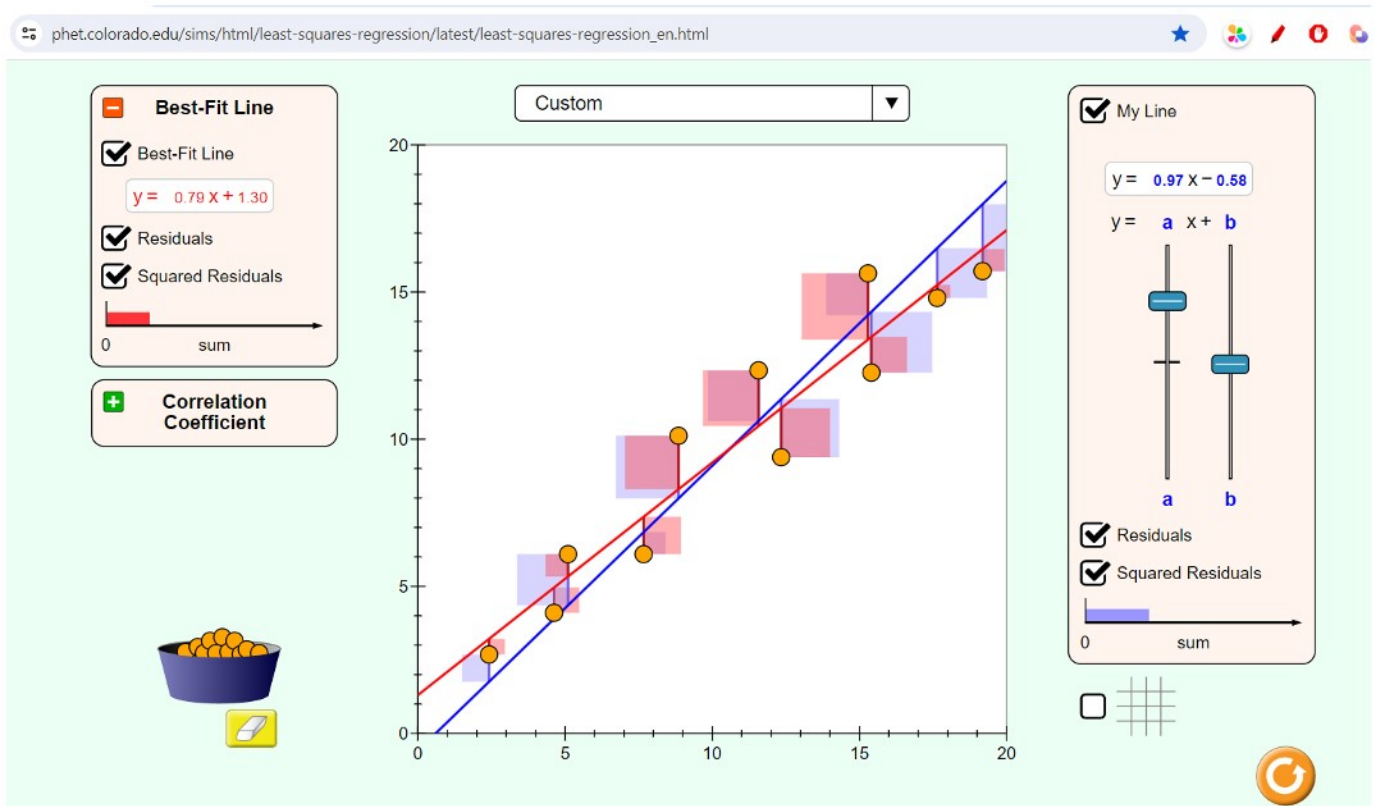 phet.colorado.edu/sims/html/least-squares-regression/latest/least-squares-regression_en.html
Best-Fit Line
Best-Fit Line
y = 0.79 x + 1.30
Residuals
Squared Residuals
0
sum
Correlation
Coefficient
Custom
20
15
10
5
0
0 5 10 15 20
My Line
y = 0.97 x − 0.58
y = a x + b
a b
Residuals
Squared Residuals
0
sum